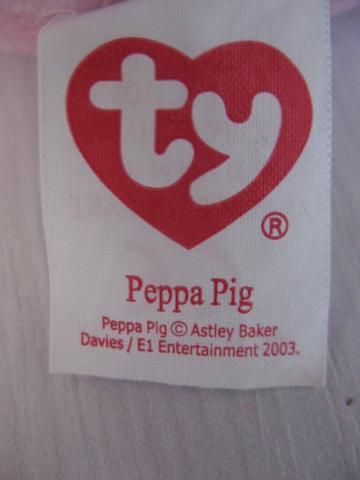 ty
®
Peppa Pig
Peppa Pig © Astley Baker
Davies / E1 Entertainment 2003.